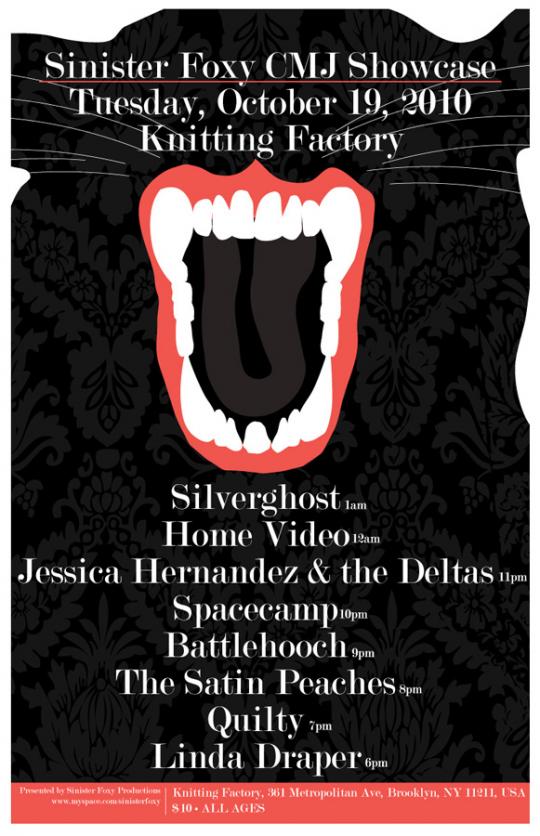 Sinister Foxy CMJ Showcase
Tuesday, October 19, 2010
Knitting Factory
Silverghost 1am
Home Video 12am
Jessica Hernandez & the Deltas 11pm
Spacecamp 10pm
Battlehooch 9pm
The Satin Peaches 8pm
Quilty 7pm
Linda Draper 6pm
Presented by Sinister Foxy Productions
www.myspace.com/sinisterfoxy
Knitting Factory, 361 Metropolitan Ave, Brooklyn, NY 11211, USA
$10 • ALL AGES